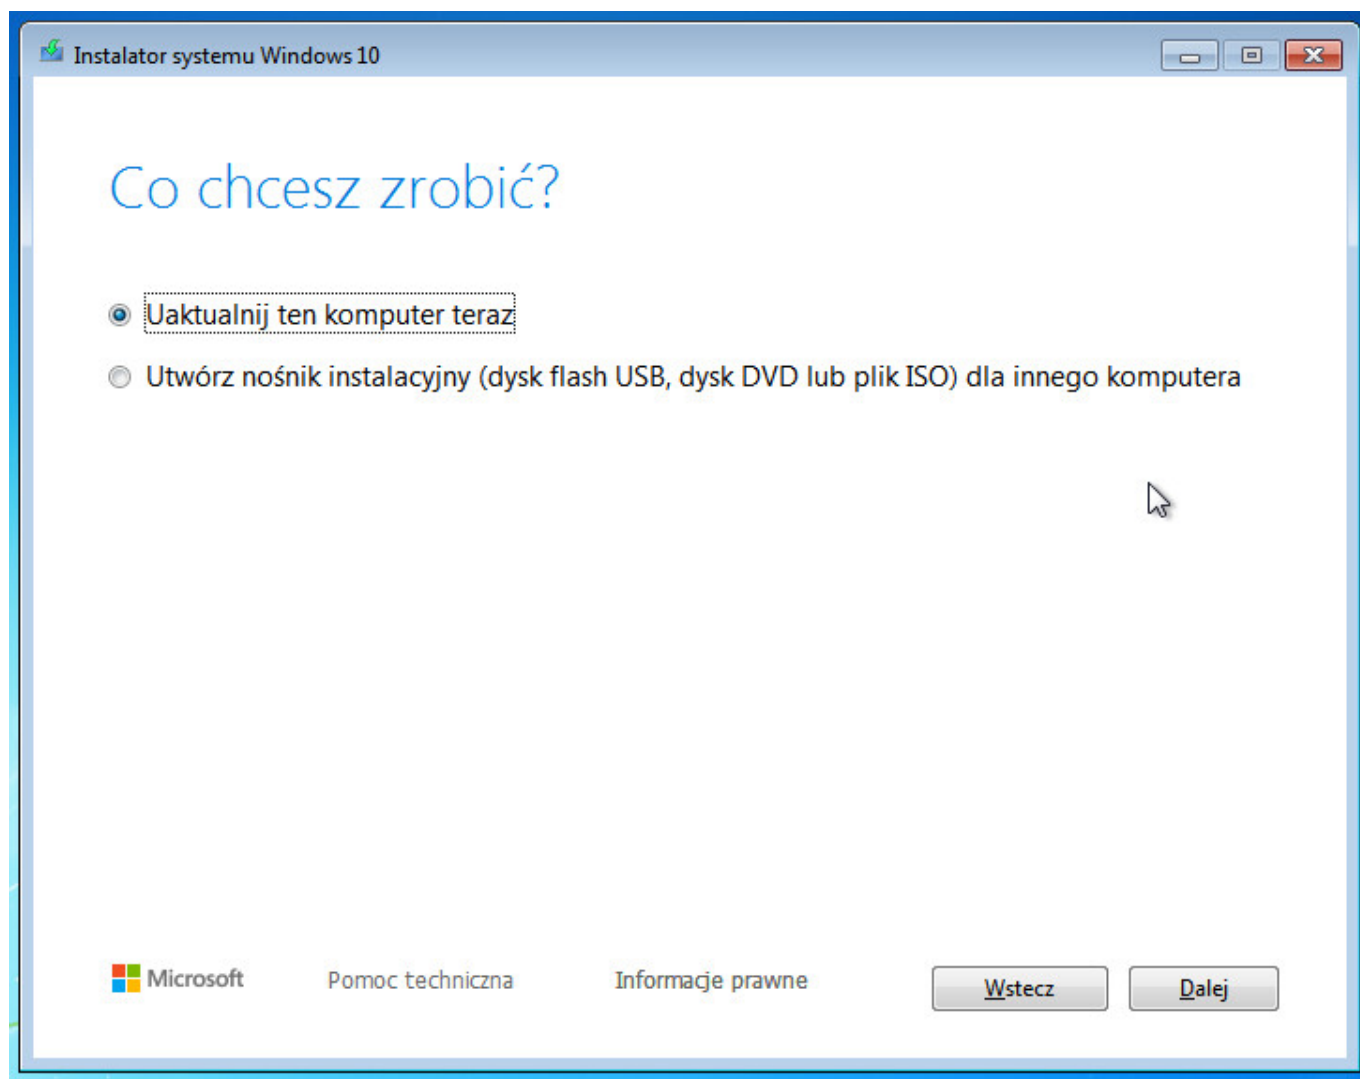 Instalator systemu Windows 10
Co chcesz zrobić?
Uaktualnij ten komputer teraz
Utwórz nośnik instalacyjny (dysk flash USB, dysk DVD lub plik ISO) dla innego komputera
Microsoft Pomoc techniczna Informacje prawne Wstecz Dalej